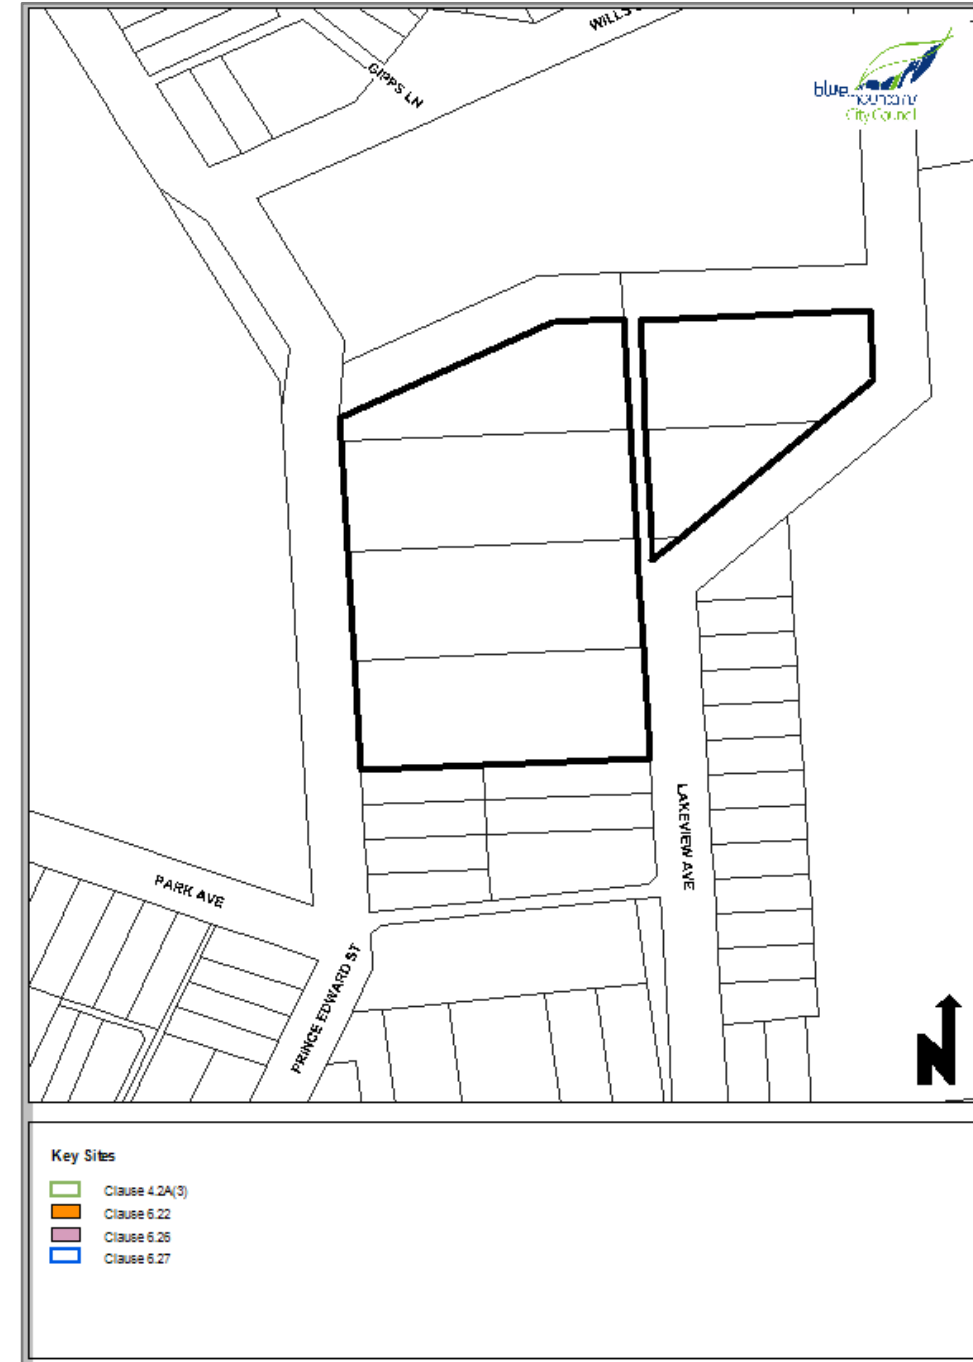 WILLS
blue
mountains
City Council
GIPPS LN
LAKEVIEW AVE
PARK AVE
PRINCE EDWARD ST
N
Key Sites
Clause 4.2A(3)
Clause 6.22
Clause 6.26
Clause 6.27